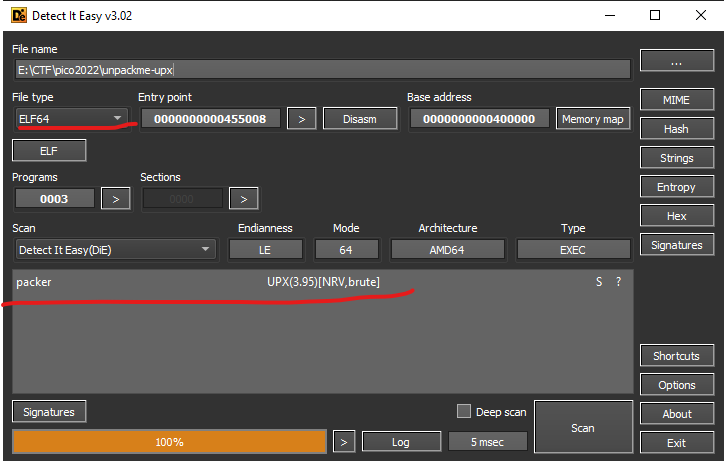 Detect It Easy v3.02
File name
E:\CTF\pico2022\unpackme-upx
...
File type
Entry point
Base address
MIME
ELF64
0000000000455008
>
Disasm
0000000000400000
Memory map
Hash
ELF
Strings
Programs
Sections
Entropy
0003
>
0000
>
Hex
Scan
Endianness
Mode
Architecture
Type
Signatures
Detect It Easy(DiE)
LE
64
AMD64
EXEC
packer UPX(3.95)[NRV,brute] S ?
Shortcuts
Options
Signatures
Deep scan
Scan
About
100%
>
Log
5 msec
Exit